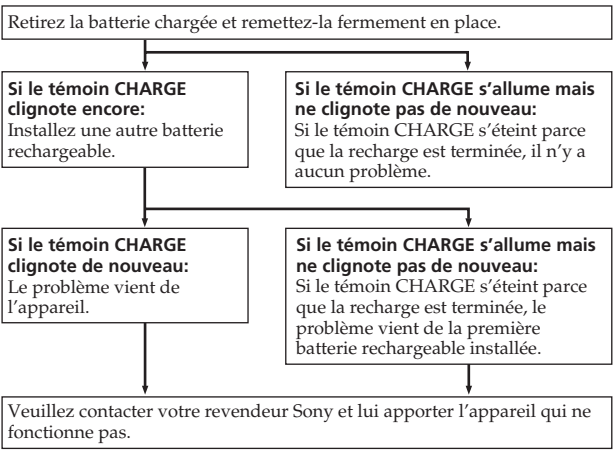 Retirez la batterie chargée et remettez-la fermement en place.
Si le témoin CHARGE
clignote encore:
Installez une autre batterie
rechargeable.
Si le témoin CHARGE s'allume mais
ne clignote pas de nouveau:
Si le témoin CHARGE s'éteint parce
que la recharge est terminée, il n'y a
aucun problème.
Si le témoin CHARGE
clignote de nouveau:
Le problème vient de
l'appareil.
Si le témoin CHARGE s'allume mais
ne clignote pas de nouveau:
Si le témoin CHARGE s'éteint parce
que la recharge est terminée, le
problème vient de la première
batterie rechargeable installée.
Veuillez contacter votre revendeur Sony et lui apporter l'appareil qui ne
fonctionne pas.